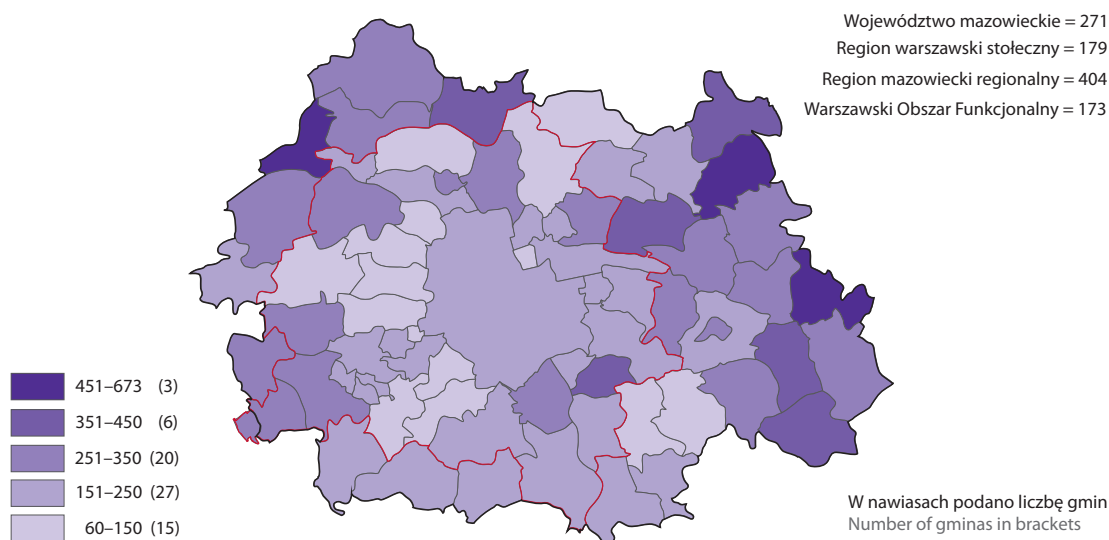 Województwo mazowieckie = 271
Region warszawski stołeczny = 179
Region mazowiecki regionalny = 404
Warszawski Obszar Funkcjonalny = 173
451–673 (3)
351–450 (6)
251–350 (20)
151–250 (27)
60–150 (15)
W nawiasach podano liczbę gmin
Number of gminas in brackets